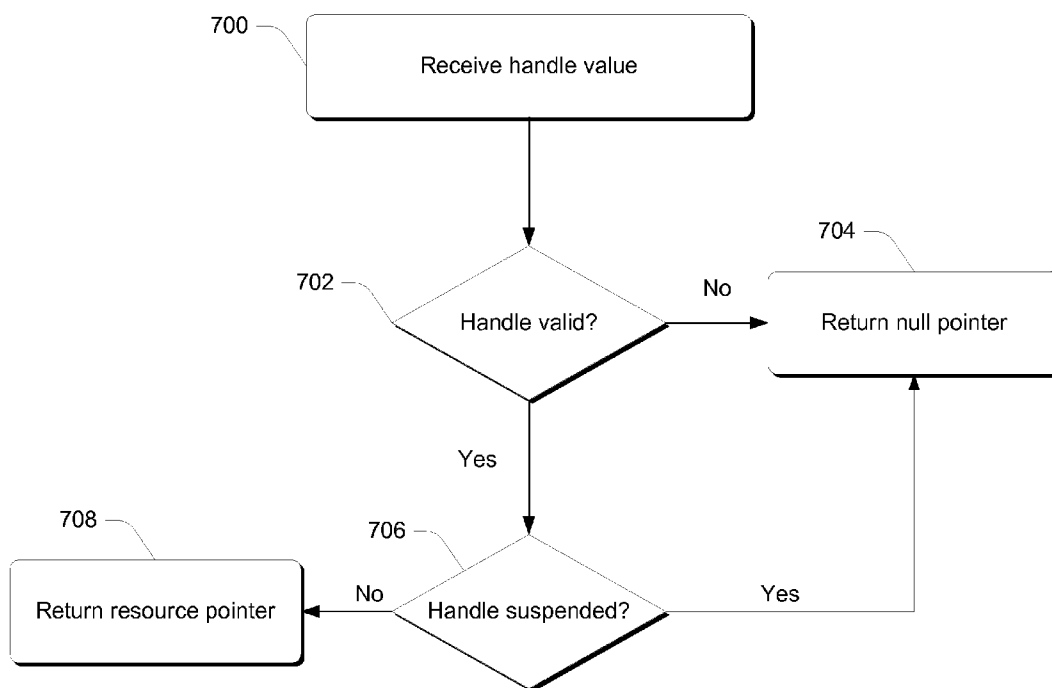 700
Receive handle value
704
702
No
Handle valid?
Return null pointer
Yes
708
706
No
Yes
Return resource pointer
Handle suspended?